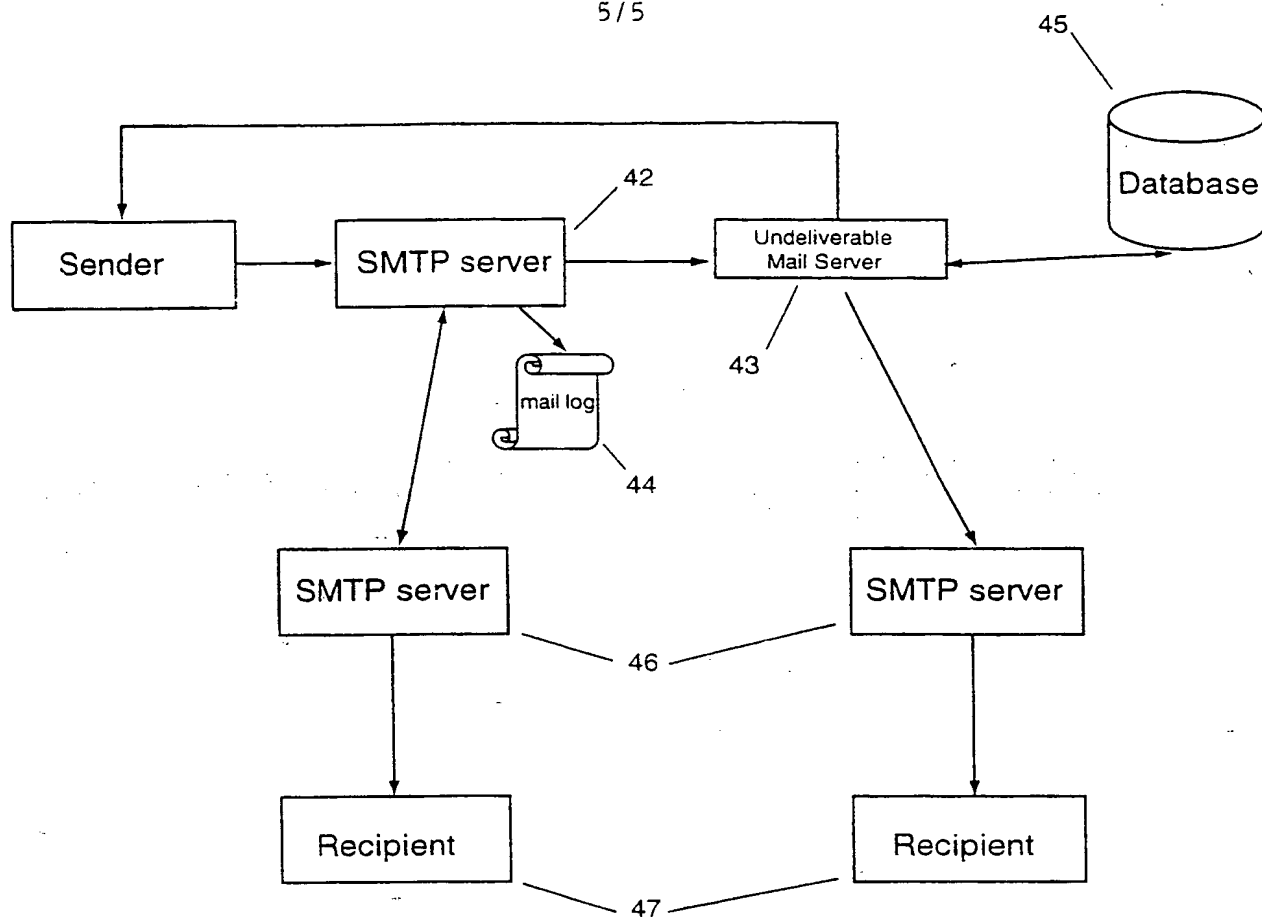 5/5
45
Database
42
Sender
SMTP server
Undeliverable
Mail Server
43
mail log
44
SMTP server
SMTP server
46
Recipient
Recipient
47